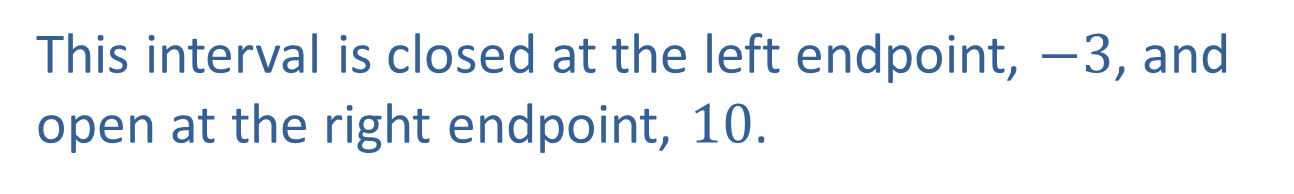 This interval is closed at the left endpoint, −3, and
open at the right endpoint, 10.